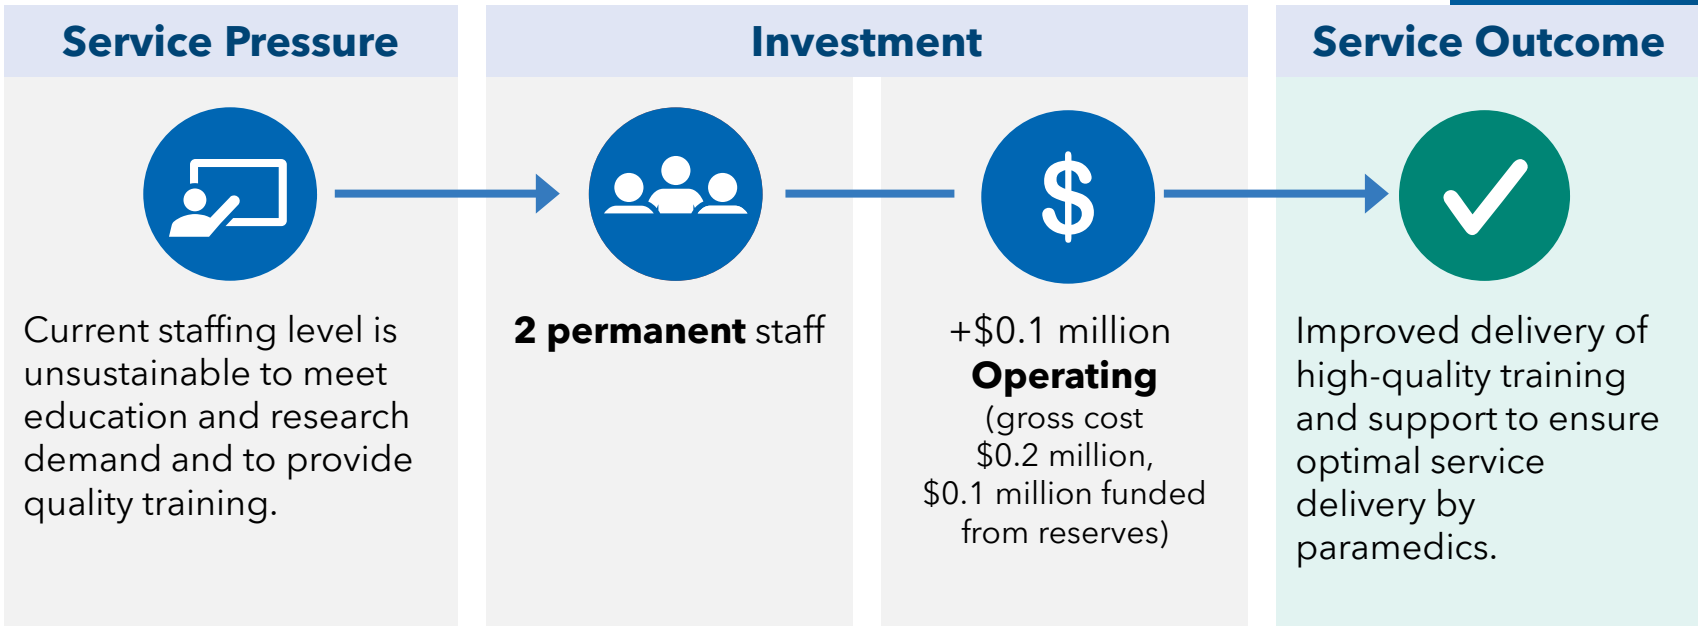 Service Pressure
Investment
Service Outcome
Current staffing level is
unsustainable to meet
education and research
demand and to provide
quality training.
2 permanent staff
$
+$0.1 million
Operating
(gross cost
$0.2 million,
$0.1 million funded
from reserves)
Improved delivery of
high-quality training
and support to ensure
optimal service
delivery by
paramedics.